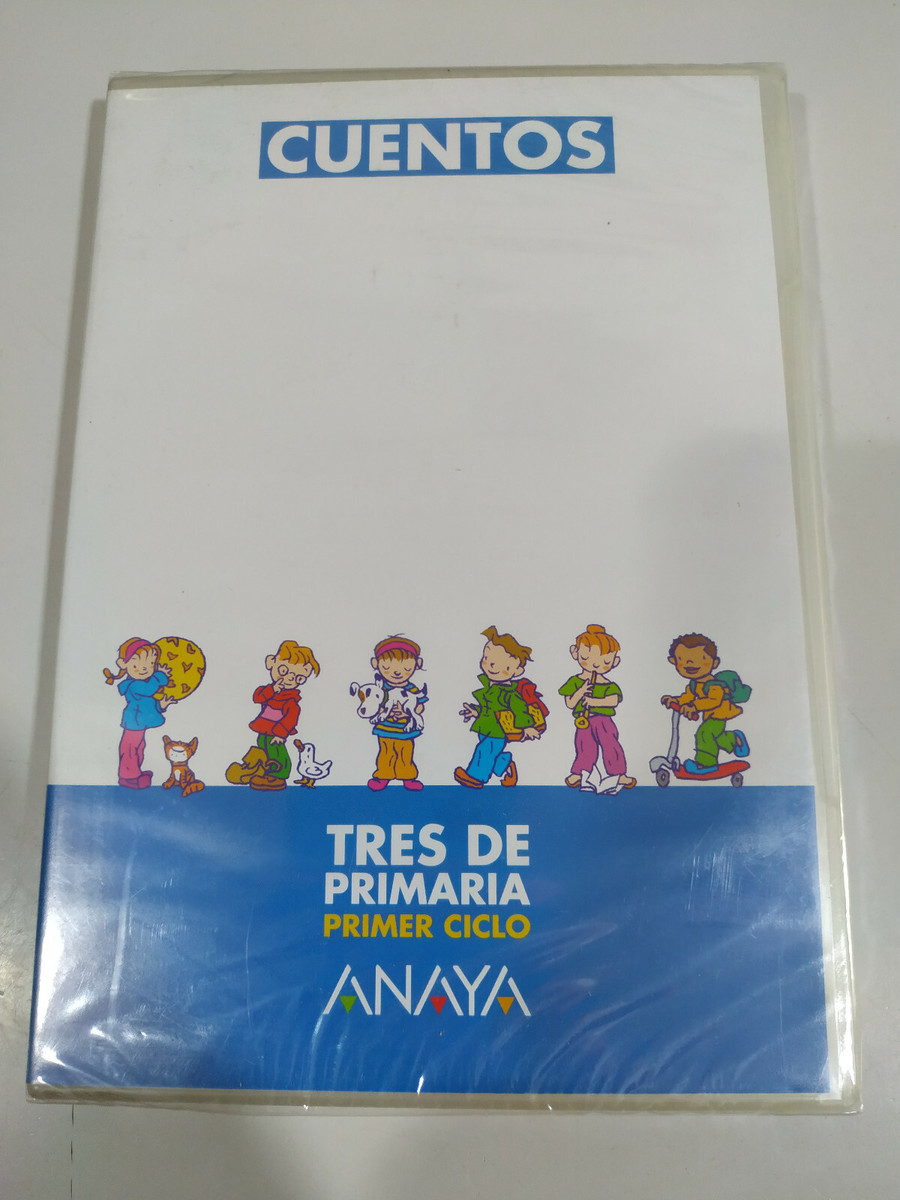 CUENTOS
TRES DE
PRIMARIA
PRIMER CICLO
ANAYA